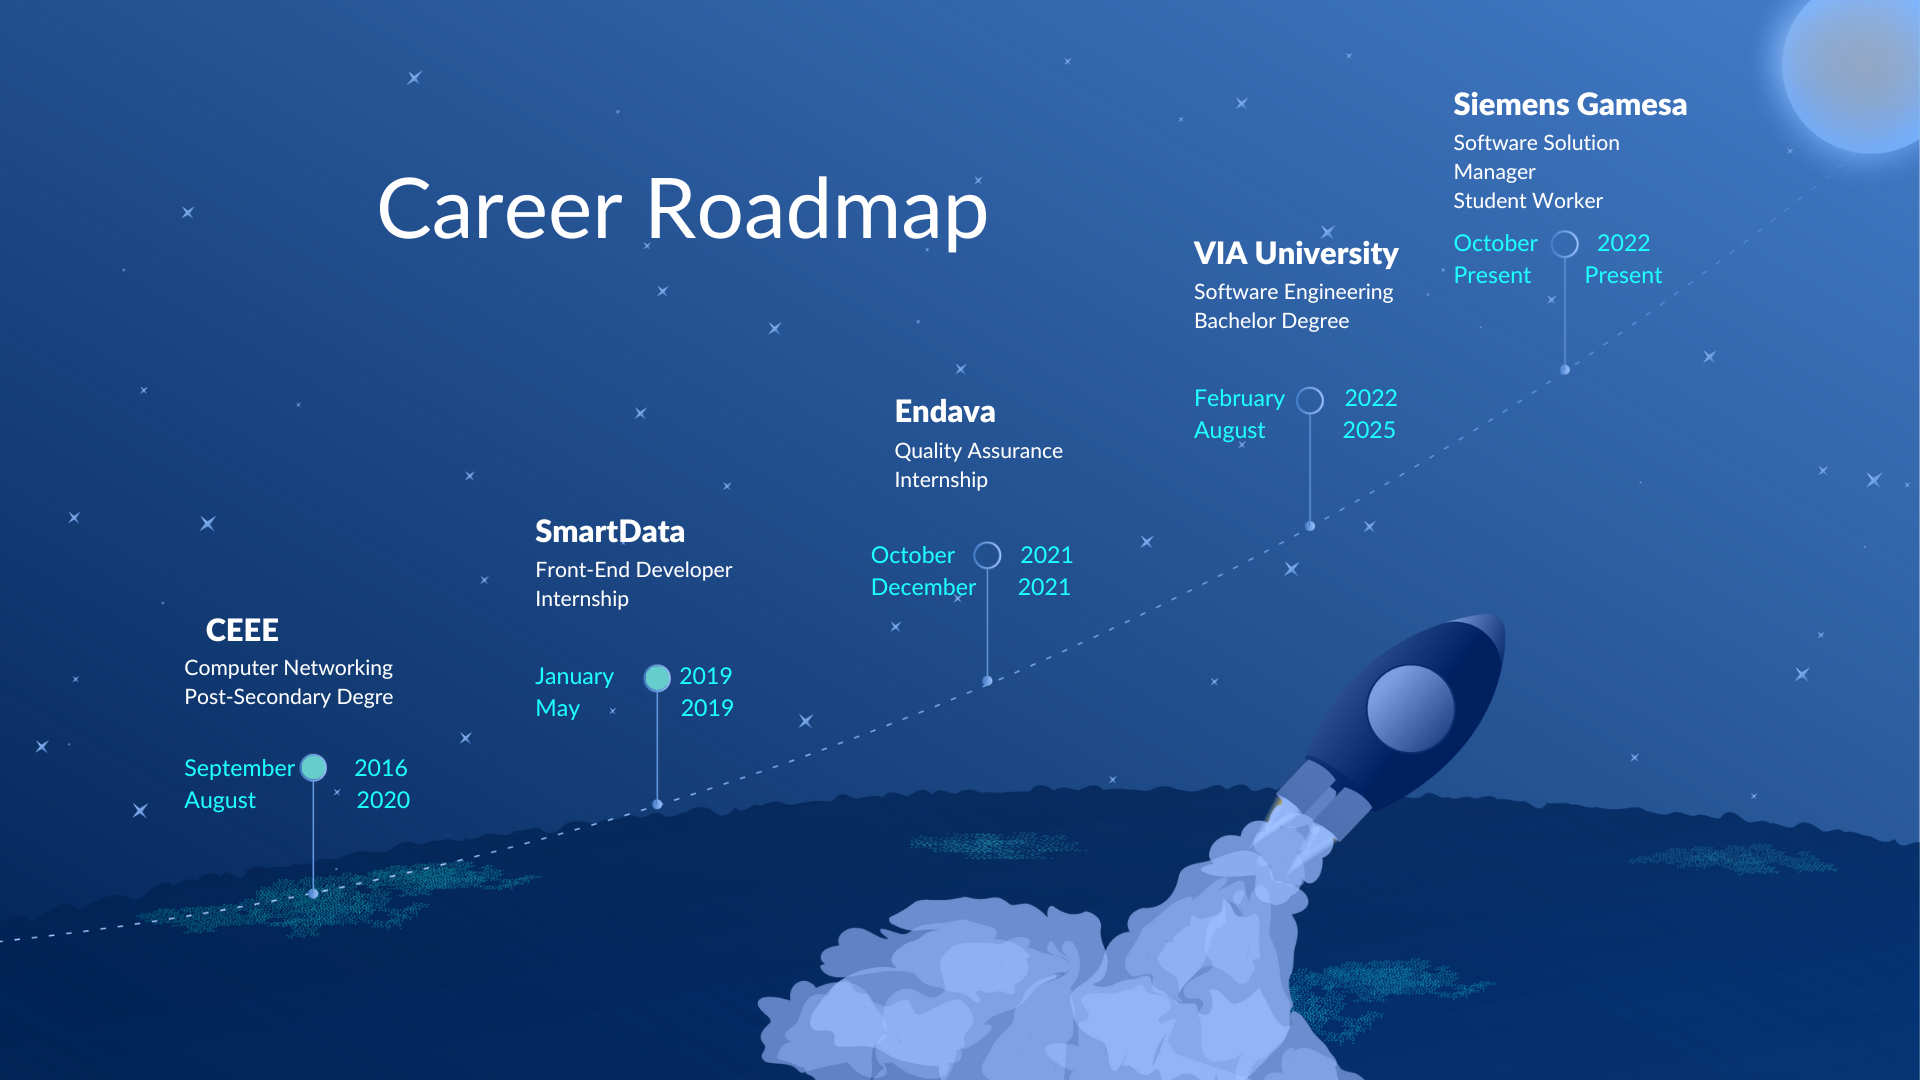 Career Roadmap
CEEE
Computer Networking
Post-Secondary Degre
September 2016
August 2020
SmartData
Front-End Developer
Internship
January 2019
May 2019
Endava
Quality Assurance
Internship
October 2021
December 2021
VIA University
Software Engineering
Bachelor Degree
February 2022
August 2025
Siemens Gamesa
Software Solution
Manager
Student Worker
October 2022
Present Present